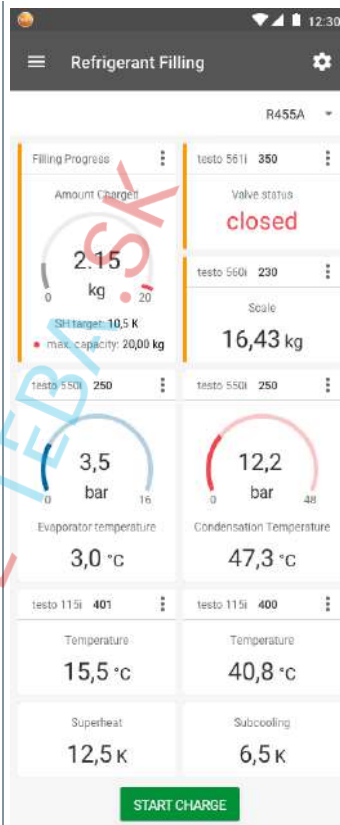 12:30
Refrigerant Filling
R455A
Filling Progress
Amount Charged
2.15
kg
0 20
SH target: 10,5 K
max. capacity: 20,00 kg
testo 561i 350
Valve status
closed
testo 560i 230
Scale
16,43 kg
testo 550i 250
3,5
bar
0 16
Evaporator temperature
3,0 °C
testo 550i 250
12,2
bar
0 48
Condensation Temperature
47,3 °C
testo 115i 401
Temperature
15,5 °C
testo 115i 400
Temperature
40,8 °C
Superheat
12,5 K
Subcooling
6,5 K
START CHARGE
TEBA.SK